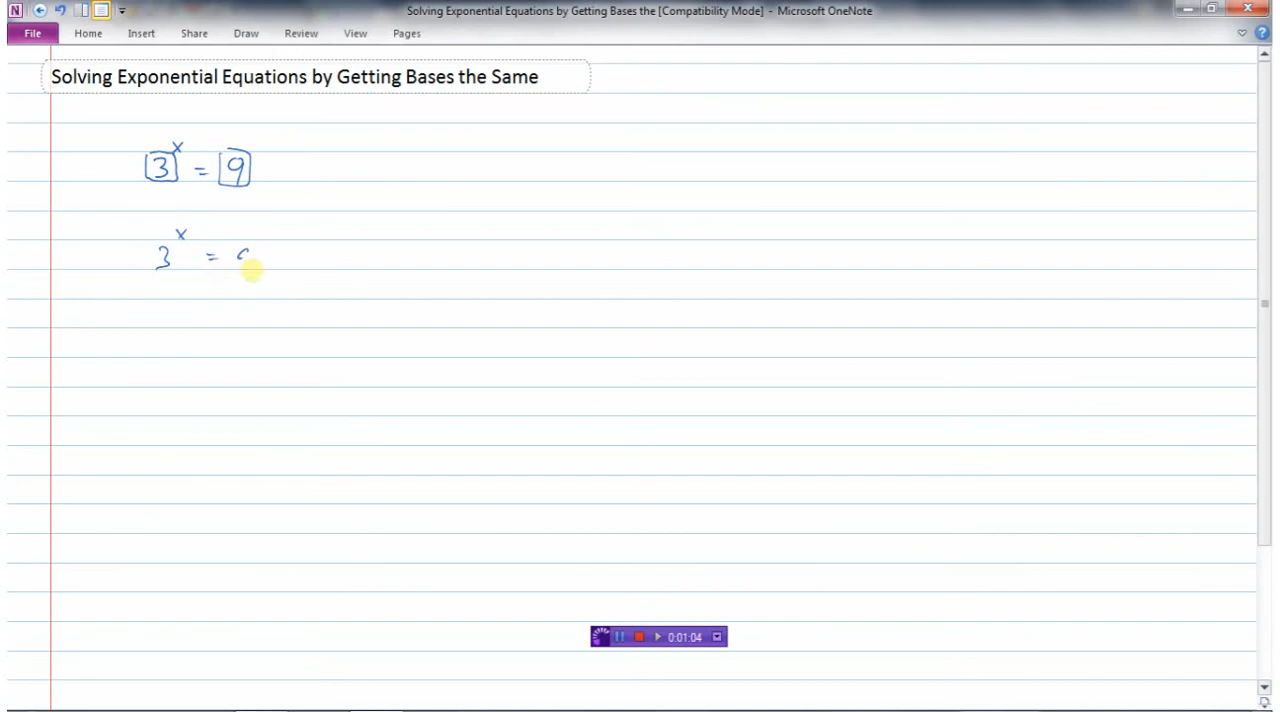 Solving Exponential Equations by Getting Bases the [Compatibility Mode] - Microsoft OneNote
File Home Insert Share Draw Review View Pages
Solving Exponential Equations by Getting Bases the Same
3^x = 9
3^x =
0:01:04